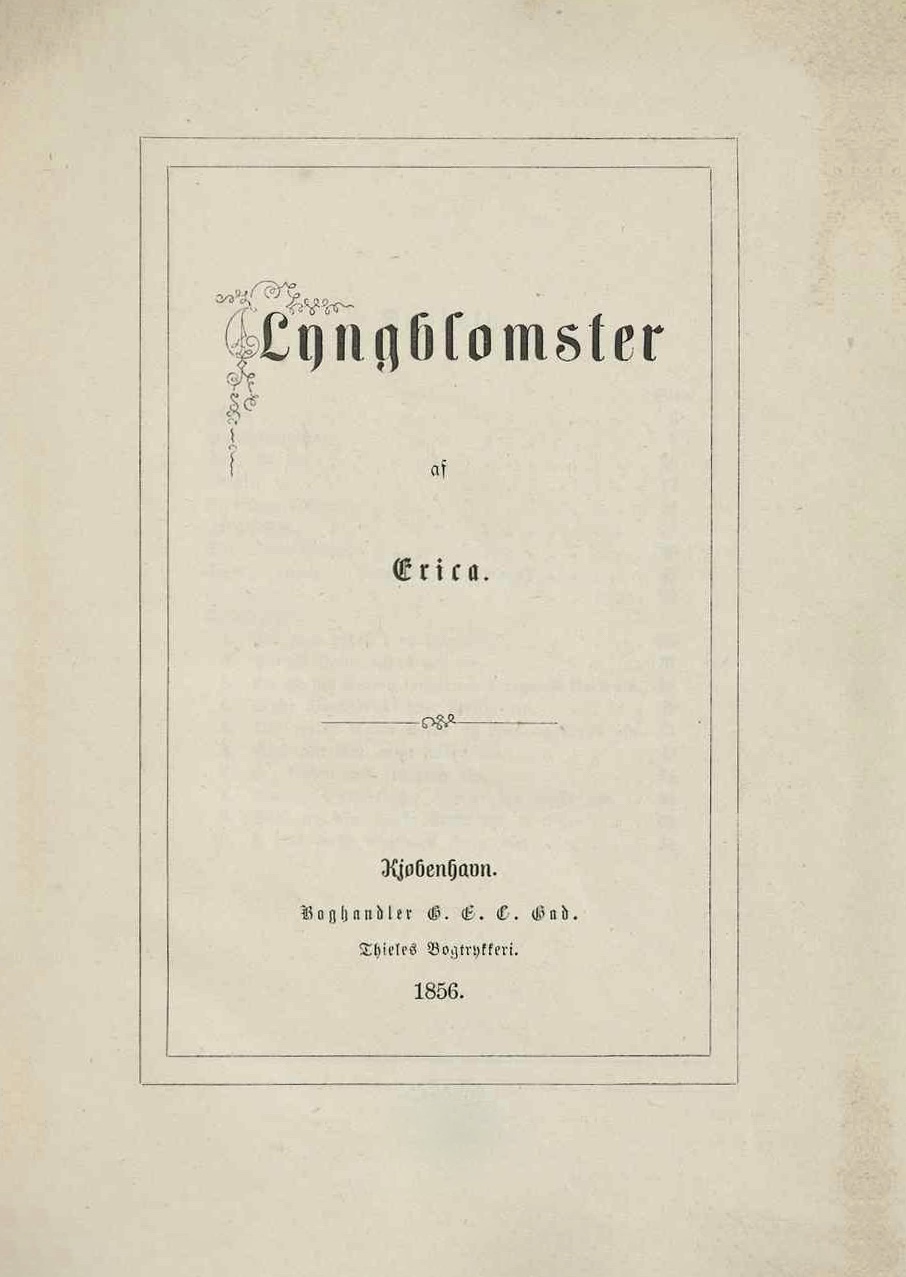 Lyngblomster
af
Erica.
Kjøbenhavn.
Boghandler G. E. C. Gad.
Thieles Bogtrykkeri.
1856.